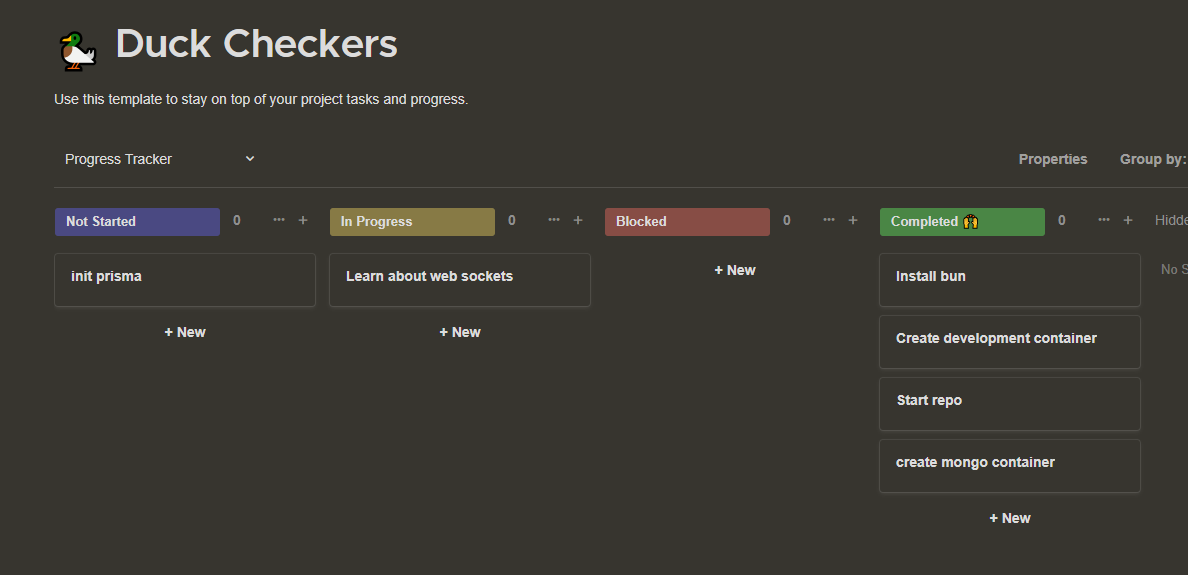 Duck Checkers
Use this template to stay on top of your project tasks and progress.
Progress Tracker
Properties
Group by:
Not Started 0
In Progress 0
Blocked 0
Completed 0
Hidde
init prisma
+ New
Learn about web sockets
+ New
+ New
Install bun
Create development container
Start repo
create mongo container
+ New
No S